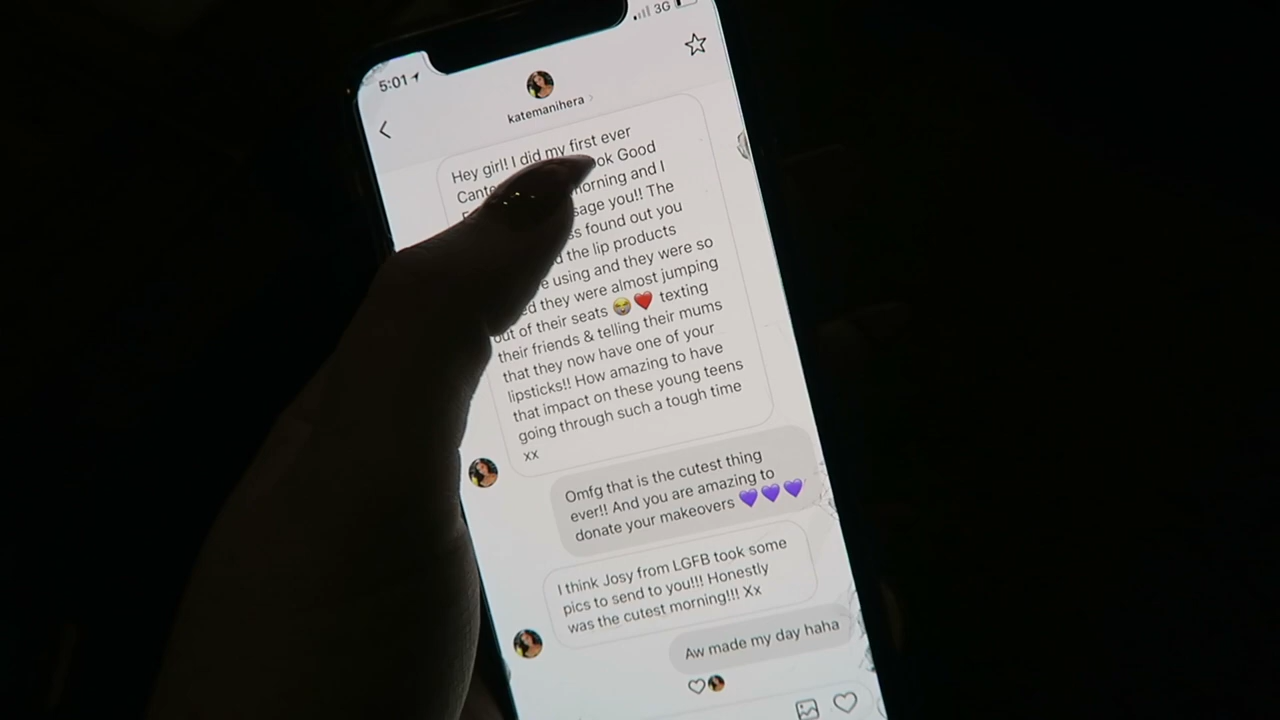 5:01
3G
katemanihera
Hey girl! I did my first ever
Good
morning and I
you!! The
found out you
the lip products
using and they were so
they were almost jumping
out of their seats 😭❤️ texting
their friends & telling their mums
that they now have one of your
lipsticks!! How amazing to have
that impact on these young teens
going through such a tough time
xx
Omfg that is the cutest thing
ever!! And you are amazing to
donate your makeovers 💜💜💜
I think Josy from LGFB took some
pics to send to you!!! Honestly
was the cutest morning!!! Xx
Aw made my day haha